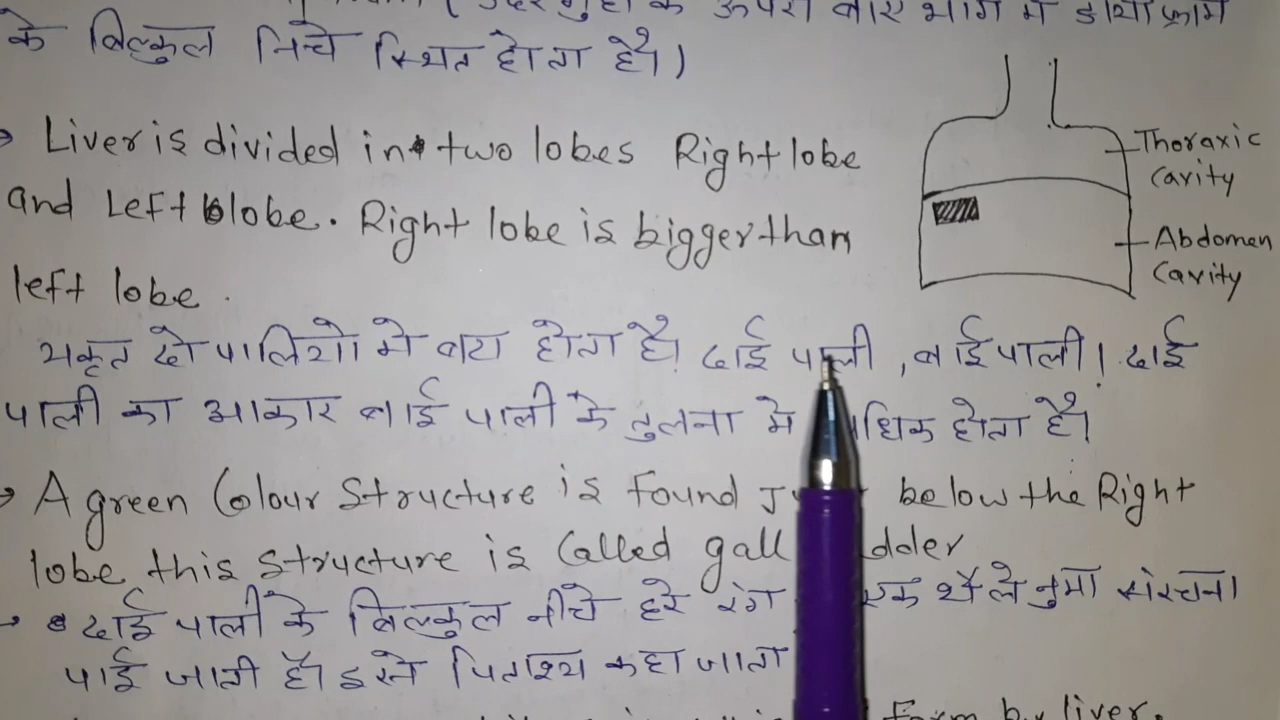 ( उदरगुहा के ऊपरी बाए भाग में डायाफ्राम
के बिल्कुल निचे स्थित होता है। )
→ Liver is divided in two lobes Right lobe
and Left lobe. Right lobe is bigger than
left lobe.
Thoraxic
cavity
Abdomen
cavity
यकृत दो पालियो मे बटा होता है। दाई पाली , बाई पाली। दाई
पाली का आकार बाई पाली के तुलना मे होता है।
→ A green Colour Structure is Found below the Right
lobe this structure is Called gall
→ दाई पाली के बिल्कुल नीचे हरे रंग एक थैले नुमा संरचना
पाई जाती है। इसे पिताश्य कहा जाता
Form by liver.